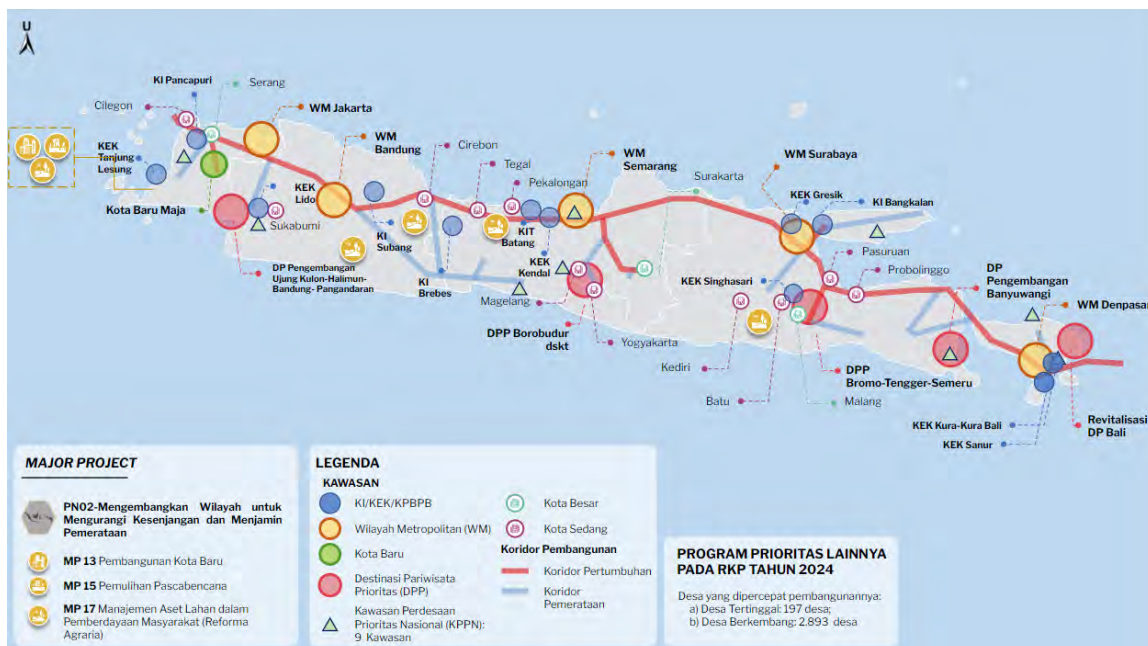 U
KI Pancapuri
Serang
Cilegon
WM Jakarta
KEK
Tanjung
Lesung
WM
Bandung
Cirebon
Tegal
Pekalongan
WM
Semarang
Surakarta
WM Surabaya
KEK Gresik
KI Bangkalan
Kota Baru Maja
KEK
Lido
Sukabumi
KI
Subang
KIT
Batang
KEK
Kendal
KI
Brebes
DP Pengembangan
Ujung Kulon-Halimun-
Bandung- Pangandaran
Magelang
DPP Borobudur
dskt
Yogyakarta
KEK Singhasari
Pasuruan
Probolinggo
DP
Pengembangan
Banyuwangi
WM Denpasar
Kediri
Batu
DPP
Bromo-Tengger-Semeru
Malang
KEK Kura-Kura Bali
KEK Sanur
Revitalisasi
DP Bali
MAJOR PROJECT
PN02-Mengembangkan Wilayah untuk
Mengurangi Kesenjangan dan Menjamin
Pemerataan
MP 13 Pembangunan Kota Baru
MP 15 Pemulihan Pascabencana
MP 17 Manajemen Aset Lahan dalam
Pemberdayaan Masyarakat (Reforma
Agraria)
LEGENDA
KAWASAN
KI/KEK/KPBPB
Wilayah Metropolitan (WM)
Kota Baru
Destinasi Pariwisata
Prioritas (DPP)
Kawasan Perdesaan
Prioritas Nasional (KPPN):
9 Kawasan
Kota Besar
Kota Sedang
Koridor Pembangunan
Koridor Pertumbuhan
Koridor
Pemerataan
PROGRAM PRIORITAS LAINNYA
PADA RKP TAHUN 2024
Desa yang dipercepat pembangunannya:
a) Desa Tertinggal: 197 desa;
b) Desa Berkembang: 2.893 desa